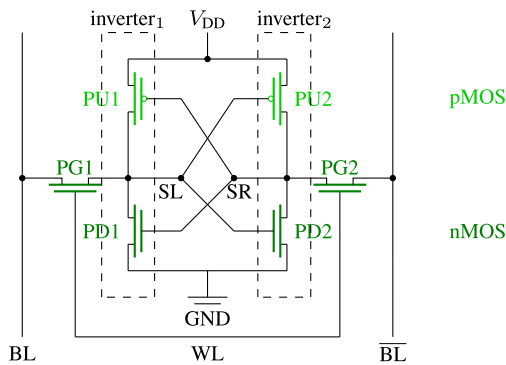 inverter₁ V_DD inverter₂
PU1 PU2 pMOS
PG1 PG2
SL SR
PD1 PD2 nMOS
GND
BL WL B̅L̅